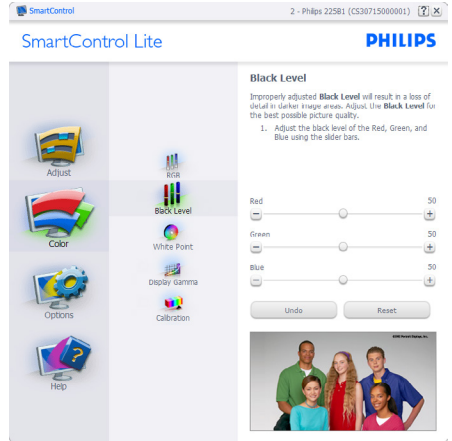 SmartControl
2 - Philips 225B1 (CS30715000001)
SmartControl Lite
PHILIPS
Adjust
Color
Options
Help
RGB
Black Level
White Point
Display Gamma
Calibration
Black Level
Improperly adjusted Black Level will result in a loss of
detail in darker image areas. Adjust the Black Level for
the best possible picture quality.
1. Adjust the black level of the Red, Green, and
Blue using the slider bars.
Red 50
Green 50
Blue 50
Undo
Reset